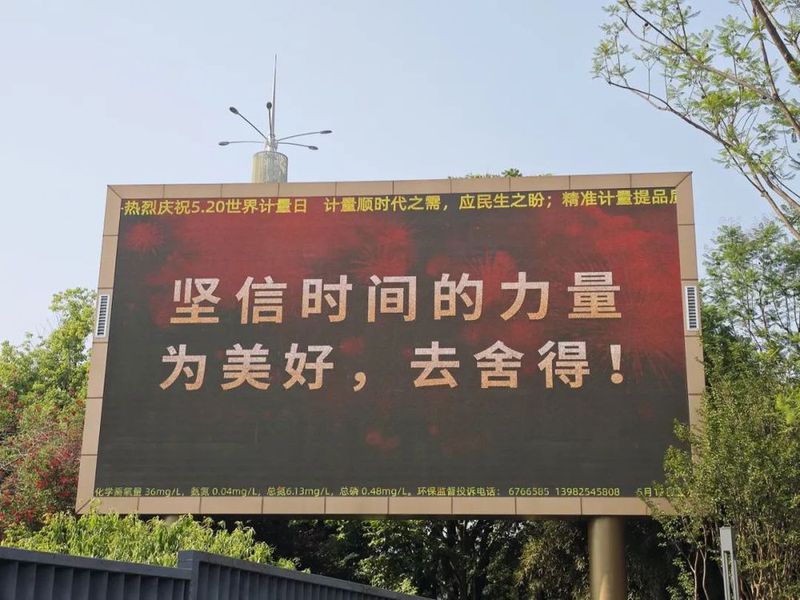 热烈庆祝5.20世界计量日 计量顺时代之需，应民生之盼；精准计量提品
坚信时间的力量
为美好，去舍得！
化学需氧量 36mg/L，氨氮 0.04mg/L，总氮6.13mg/L，总磷 0.48mg/L。环保监督投诉电话： 6766585 13982545808